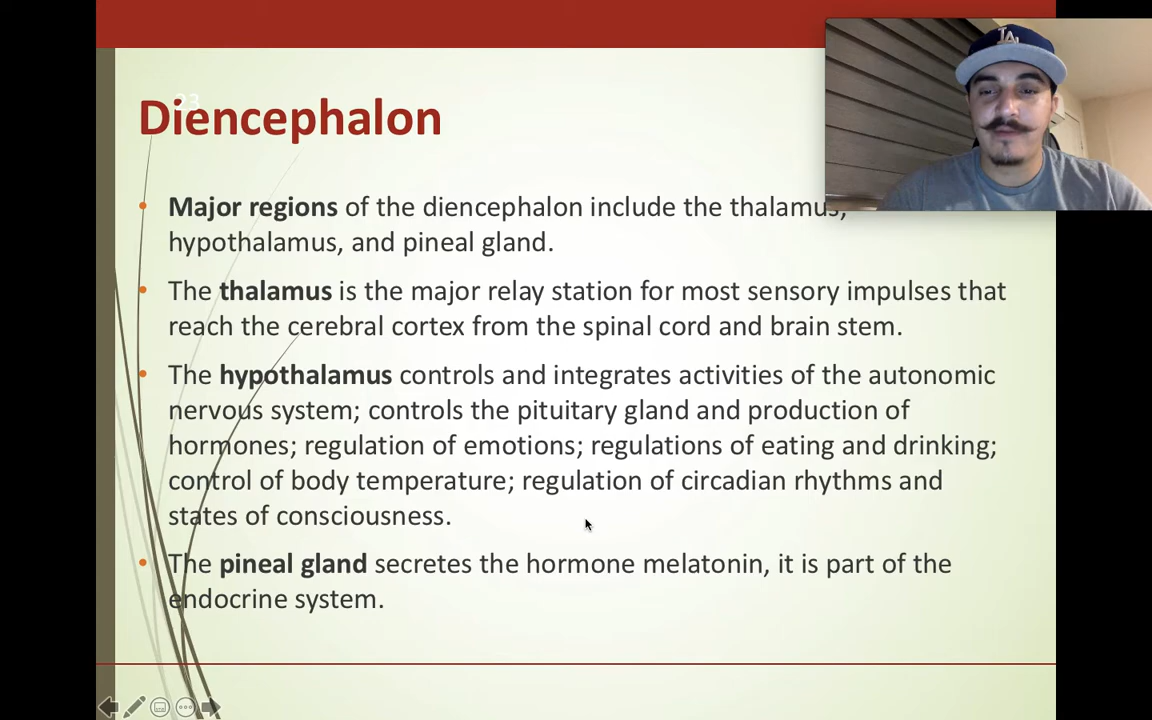 LA
23
Diencephalon
• Major regions of the diencephalon include the thalamus,
hypothalamus, and pineal gland.
• The thalamus is the major relay station for most sensory impulses that
reach the cerebral cortex from the spinal cord and brain stem.
• The hypothalamus controls and integrates activities of the autonomic
nervous system; controls the pituitary gland and production of
hormones; regulation of emotions; regulations of eating and drinking;
control of body temperature; regulation of circadian rhythms and
states of consciousness.
• The pineal gland secretes the hormone melatonin, it is part of the
endocrine system.